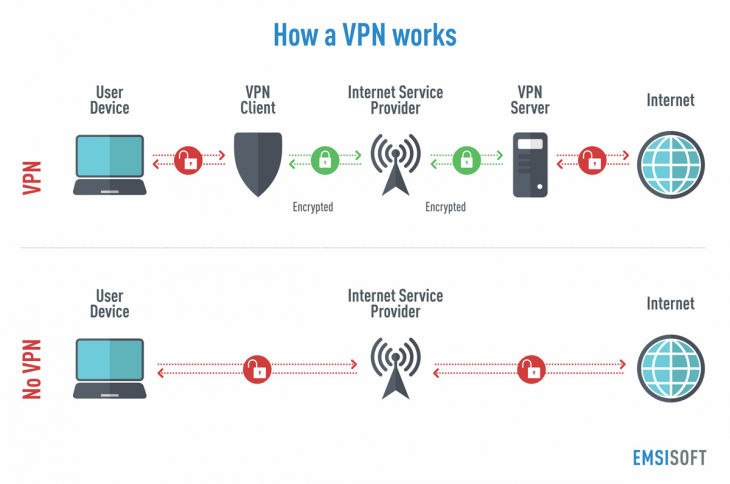 How a VPN works
User
Device
VPN
Client
Internet Service
Provider
VPN
Server
Internet
VPN
Encrypted
Encrypted
User
Device
Internet Service
Provider
Internet
No VPN
EMSISOFT